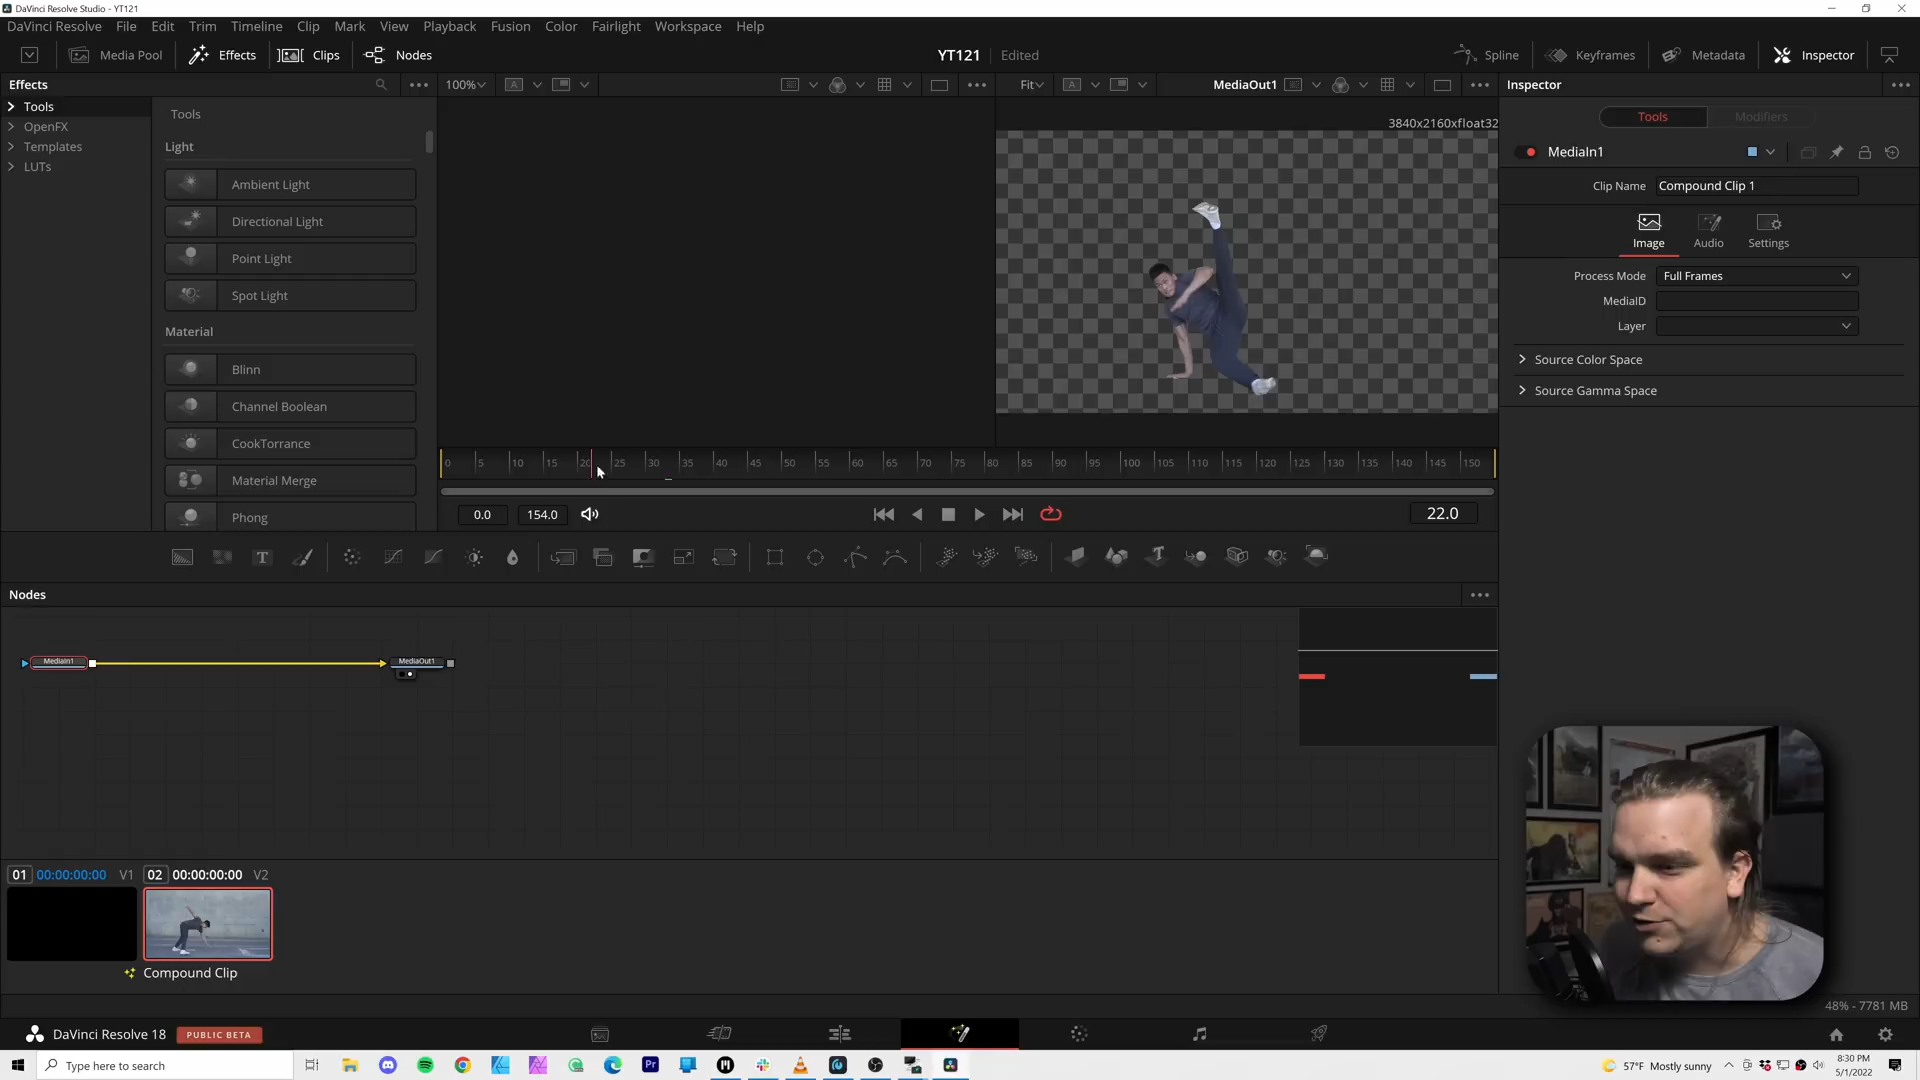 DaVinci Resolve Studio - YT121
DaVinci Resolve File Edit Trim Timeline Clip Mark View Playback Fusion Color Fairlight Workspace Help
Media Pool Effects Clips Nodes YT121 Edited Spline Keyframes Metadata Inspector
Effects 100% A Fit A MediaOut1 Inspector
Tools
OpenFX
Templates
LUTs
Tools
Light
Ambient Light
Directional Light
Point Light
Spot Light
Material
Blinn
Channel Boolean
CookTorrance
Material Merge
Phong
3840x2160xfloat32
0 5 10 15 20 25 30 35 40 45 50 55 60 65 70 75 80 85 90 95 100 105 110 115 120 125 130 135 140 145 150
0.0 154.0 22.0
Tools Modifiers
MediaIn1
Clip Name Compound Clip 1
Image Audio Settings
Process Mode Full Frames
MediaID
Layer
Source Color Space
Source Gamma Space
T T
Nodes
MediaIn1 MediaOut1
01 00:00:00:00 V1 02 00:00:00:00 V2
Compound Clip
48% - 7781 MB
DaVinci Resolve 18 PUBLIC BETA
Type here to search Pr 57°F Mostly sunny
8:30 PM
5/1/2022